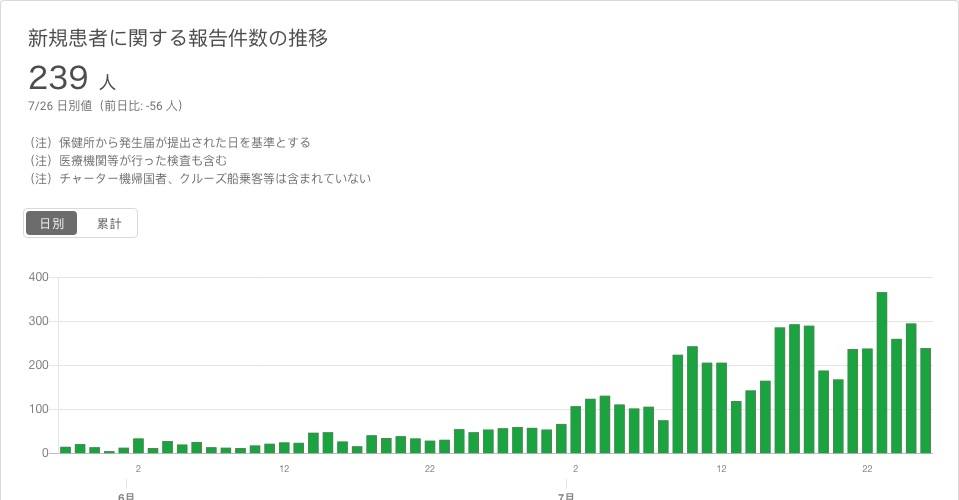 新規患者に関する報告件数の推移
239 人
7/26 日別値（前日比: -56 人）
（注）保健所から発生届が提出された日を基準とする
（注）医療機関等が行った検査も含む
（注）チャーター機帰国者、クルーズ船乗客等は含まれていない
日別 累計
400
300
200
100
0
2 12 22 2 12 22
6月 7月